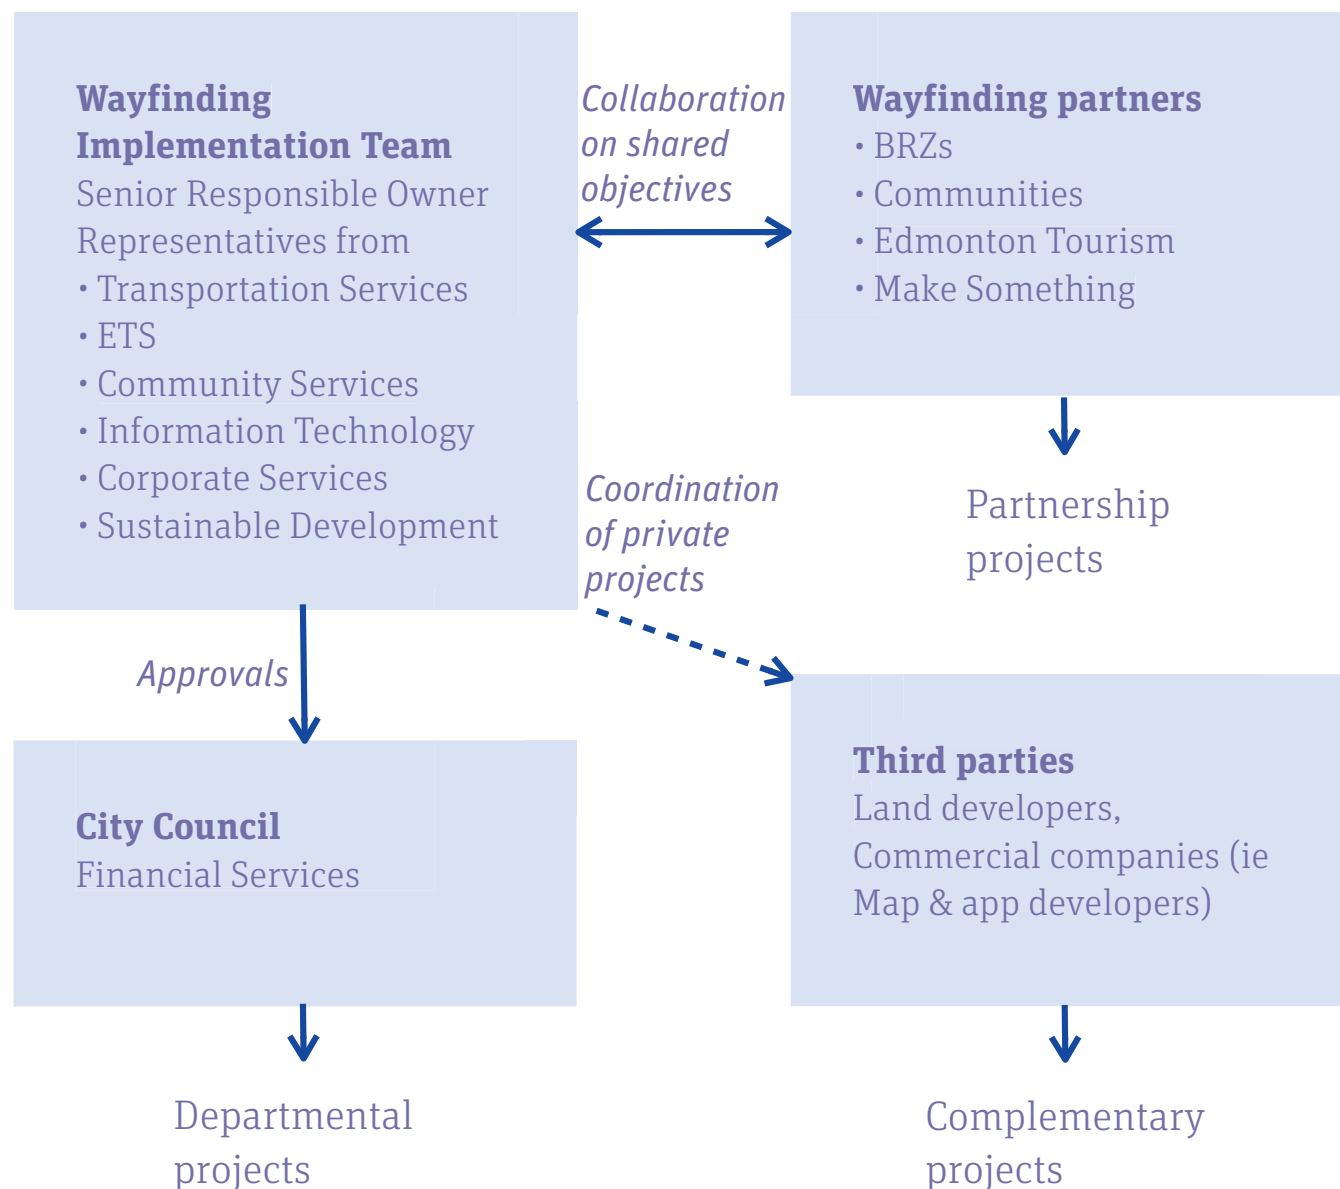 Wayfinding
Implementation Team
Senior Responsible Owner
Representatives from
• Transportation Services
• ETS
• Community Services
• Information Technology
• Corporate Services
• Sustainable Development
Collaboration
on shared
objectives
Wayfinding partners
• BRZs
• Communities
• Edmonton Tourism
• Make Something
Partnership
projects
Coordination
of private
projects
Approvals
City Council
Financial Services
Third parties
Land developers,
Commercial companies (ie
Map & app developers)
Departmental
projects
Complementary
projects